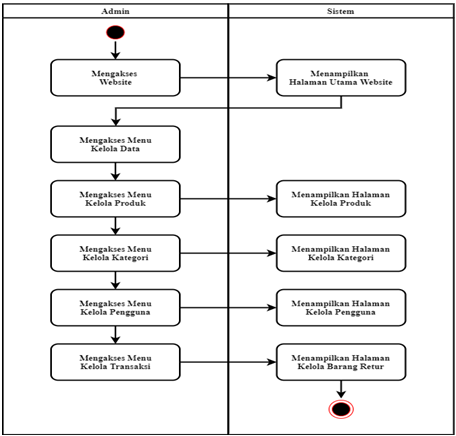 Admin
Sistem
Mengakses
Website
Menampilkan
Halaman Utama Website
Mengakses Menu
Kelola Data
Mengakses Menu
Kelola Produk
Menampilkan Halaman
Kelola Produk
Mengakses Menu
Kelola Kategori
Menampilkan Halaman
Kelola Kategori
Mengakses Menu
Kelola Pengguna
Menampilkan Halaman
Kelola Pengguna
Mengakses Menu
Kelola Transaksi
Menampilkan Halaman
Kelola Barang Retur